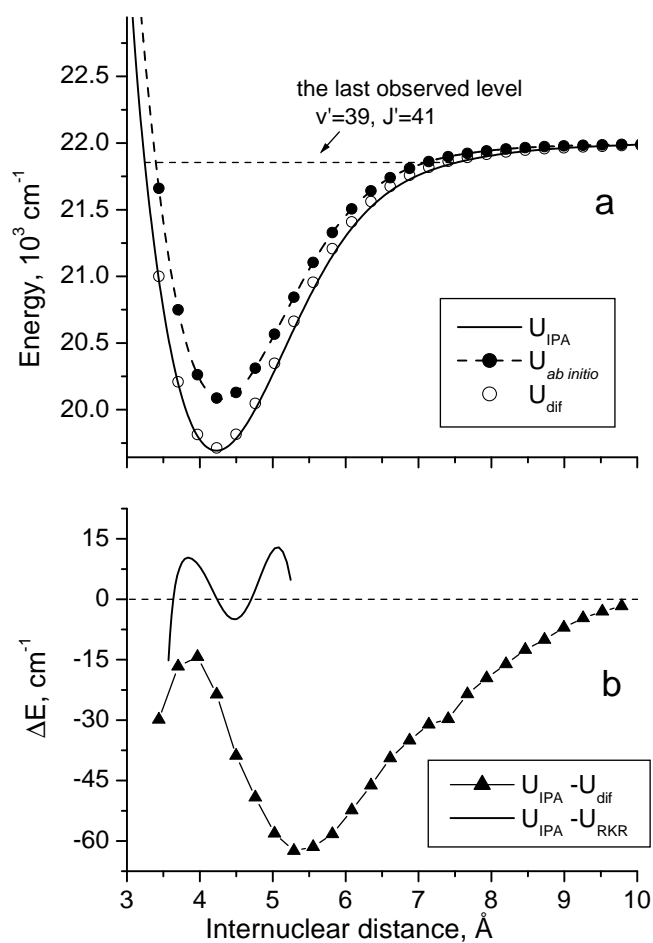 22.5
22.0
21.5
21.0
20.5
20.0
Energy, 10³ cm⁻¹
the last observed level
v'=39, J'=41
a
U_IPA
U_ab initio
U_dif
15
0
-15
-30
-45
-60
ΔE, cm⁻¹
b
U_IPA -U_dif
U_IPA -U_RKR
3 4 5 6 7 8 9 10
Internuclear distance, Å